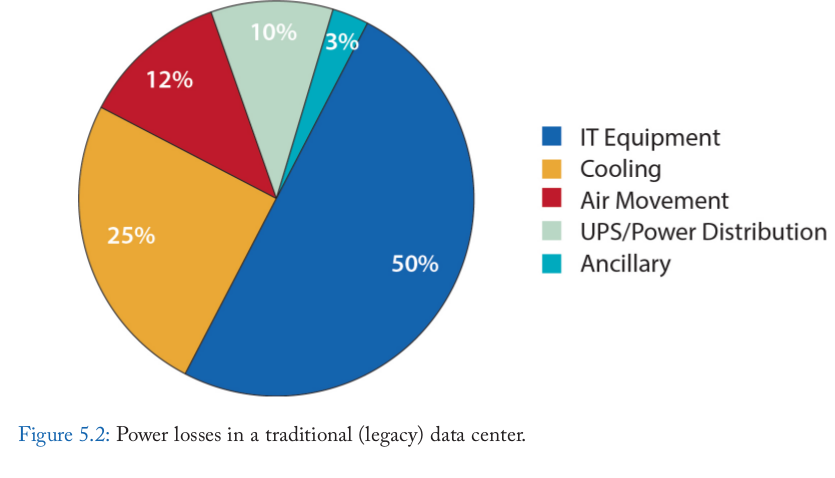 10%
3%
12%
25%
50%
IT Equipment
Cooling
Air Movement
UPS/Power Distribution
Ancillary
Figure 5.2: Power losses in a traditional (legacy) data center.